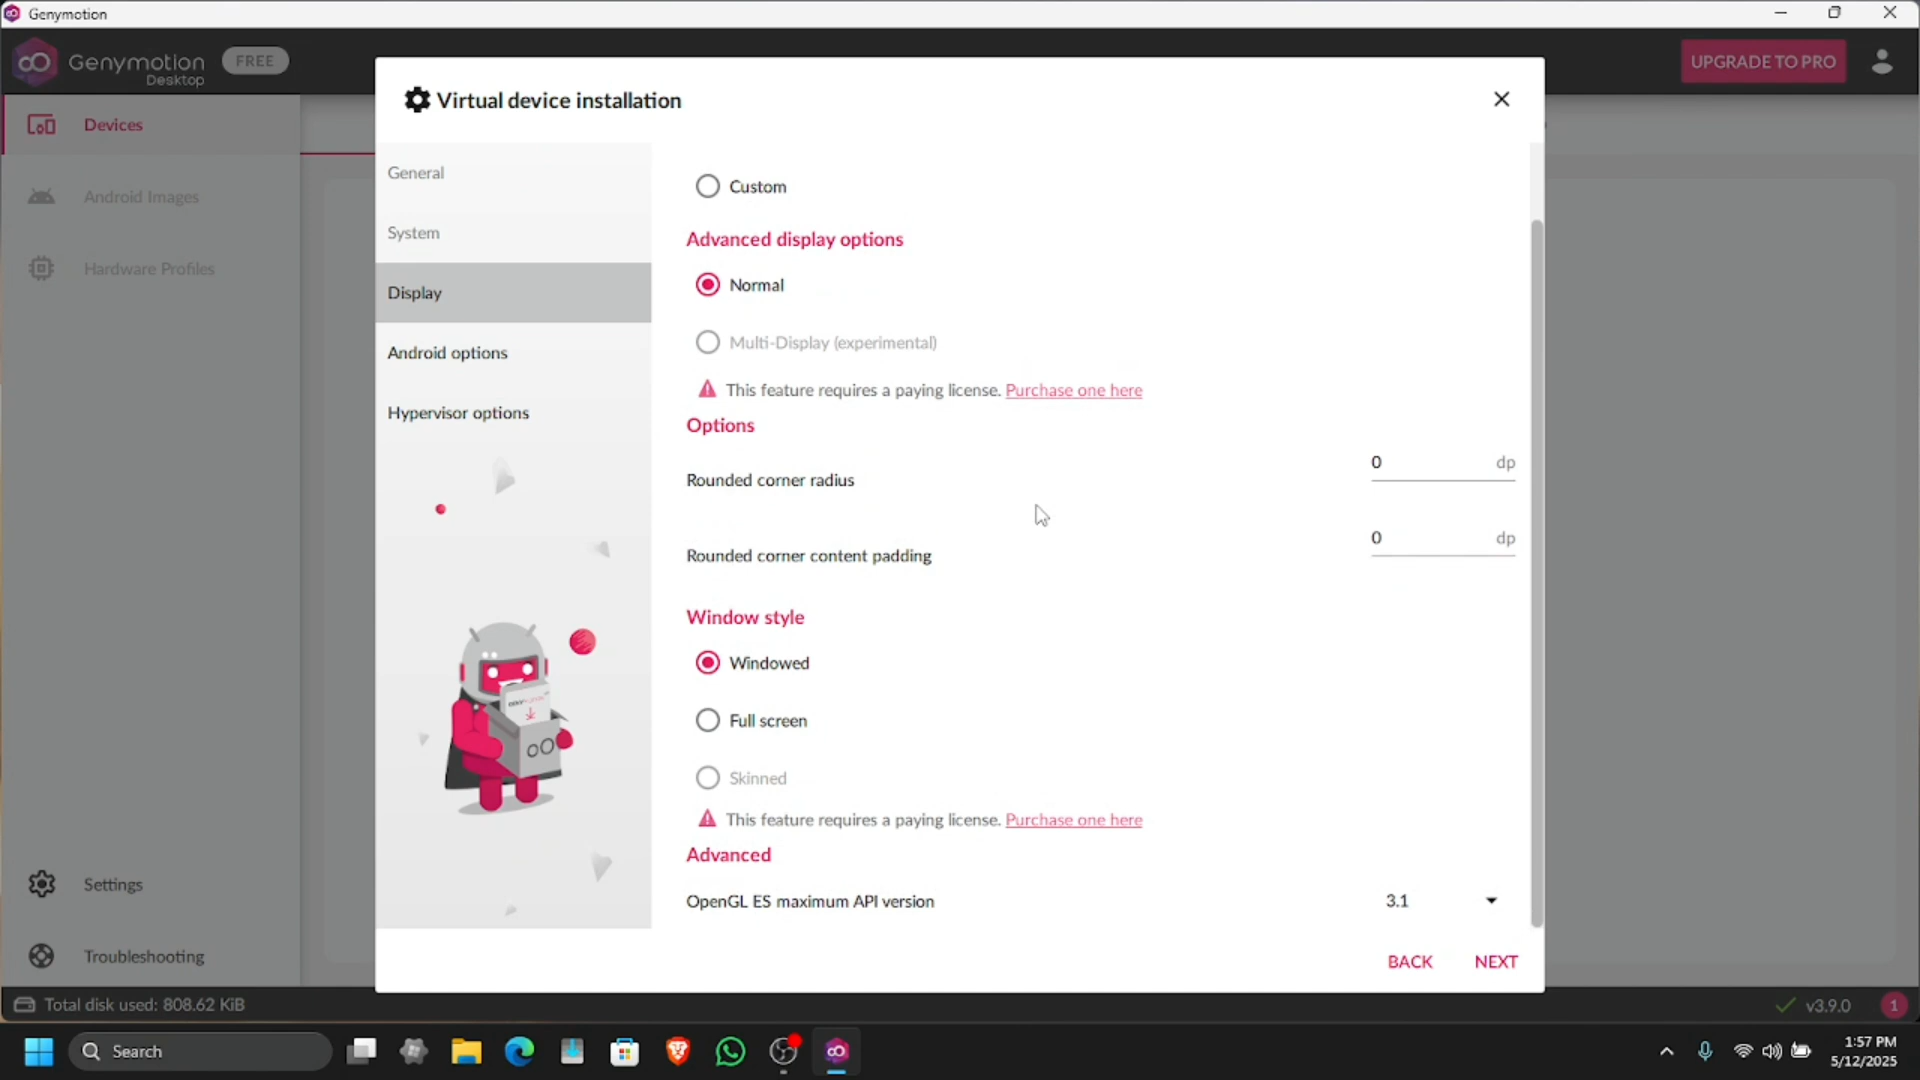 Genymotion
Genymotion
Desktop
FREE
UPGRADE TO PRO
Virtual device installation
Devices
Android Images
Hardware Profiles
Settings
Troubleshooting
General
System
Display
Android options
Hypervisor options
Custom
Advanced display options
Normal
Multi-Display (experimental)
This feature requires a paying license. Purchase one here
Options
Rounded corner radius
0 dp
Rounded corner content padding
0 dp
Window style
Windowed
Full screen
Skinned
This feature requires a paying license. Purchase one here
Advanced
OpenGL ES maximum API version
3.1
BACK
NEXT
Total disk used: 808.62 KiB
v3.9.0
1
Search
1:57 PM
5/12/2025